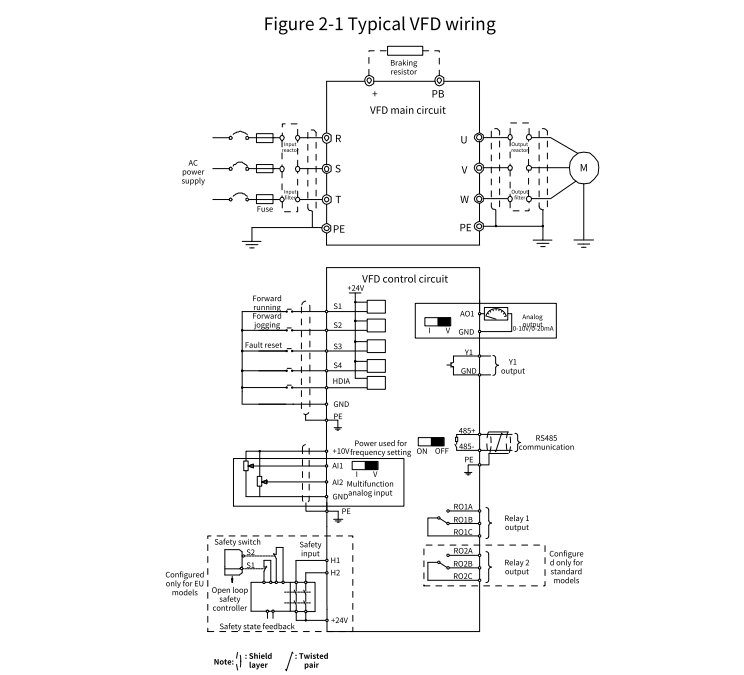 Figure 2-1 Typical VFD wiring
Braking
resistor
+
PB
VFD main circuit
R
S
T
PE
U
V
W
PE
AC
power
supply
Input
reactor
Input
filter
Fuse
Output
reactor
Output
filter
M
VFD control circuit
+24V
Forward
running
S1
Forward
jogging
S2
Fault reset
S3
S4
HDIA
GND
PE
AO1
Analog
output
0-10V/0-20mA
I
V
GND
Y1
GND
Y1
output
485+
485-
PE
ON
OFF
RS485
communication
Power used for
frequency setting
+10V
AI1
AI2
GND
PE
I
V
Multifunction
analog input
RO1A
RO1B
RO1C
Relay 1
output
RO2A
RO2B
RO2C
Relay 2
output
Configure
d only for
standard
models
Safety switch
S2
S1
Safety
input
H1
H2
+24V
Configured
only for EU
models
Open loop
safety
controller
Safety state feedback
Note:
: Shield
layer
: Twisted
pair